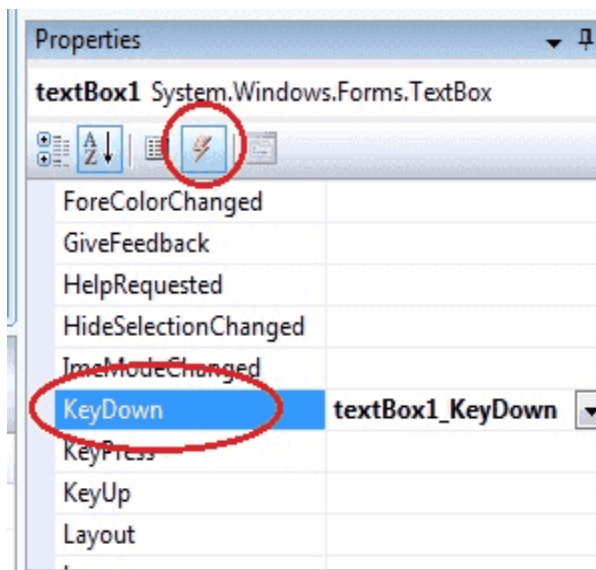 Properties
textBox1 System.Windows.Forms.TextBox
A
Z
ForeColorChanged
GiveFeedback
HelpRequested
HideSelectionChanged
ImeModeChanged
KeyDown textBox1_KeyDown
KeyPress
KeyUp
Layout